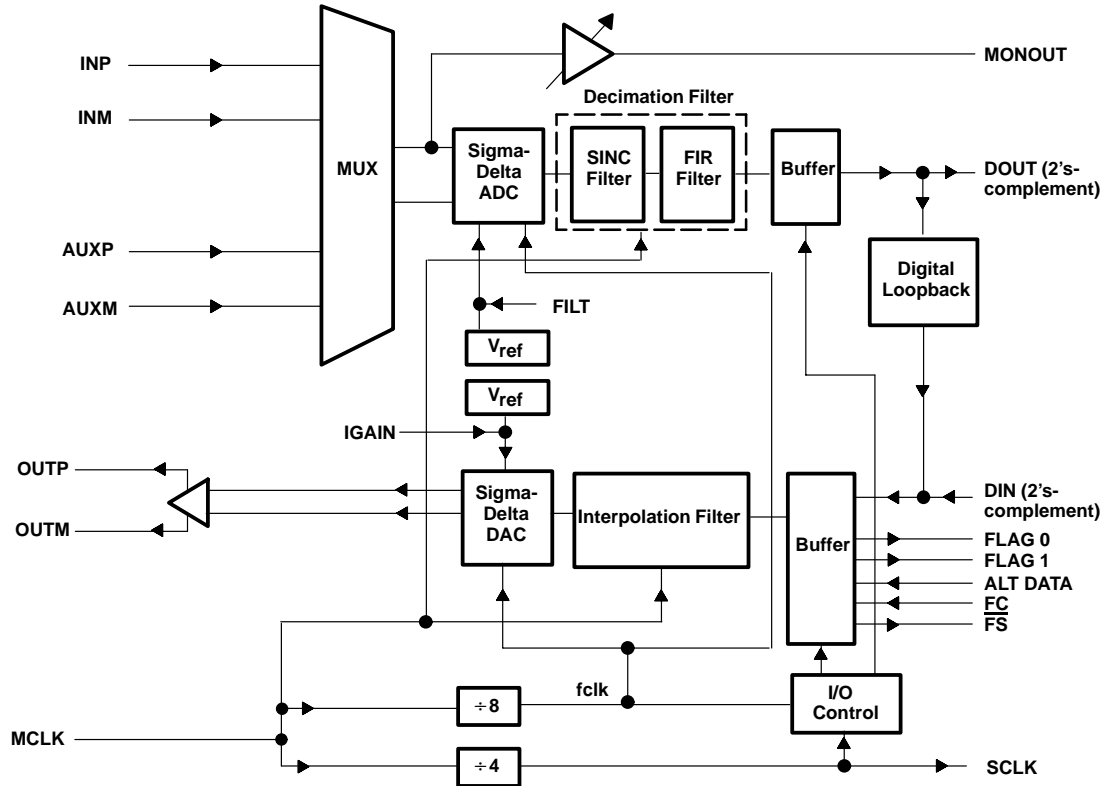 INP
MONOUT
Decimation Filter
INM
MUX
Sigma-
Delta
ADC
SINC
Filter
FIR
Filter
Buffer
DOUT (2's-
complement)
AUXP
AUXM
Digital
Loopback
FILT
Vref
Vref
IGAIN
OUTP
OUTM
Sigma-
Delta
DAC
Interpolation Filter
Buffer
DIN (2's-
complement)
FLAG 0
FLAG 1
ALT DATA
FC
FS
fclk
÷8
I/O
Control
MCLK
÷4
SCLK